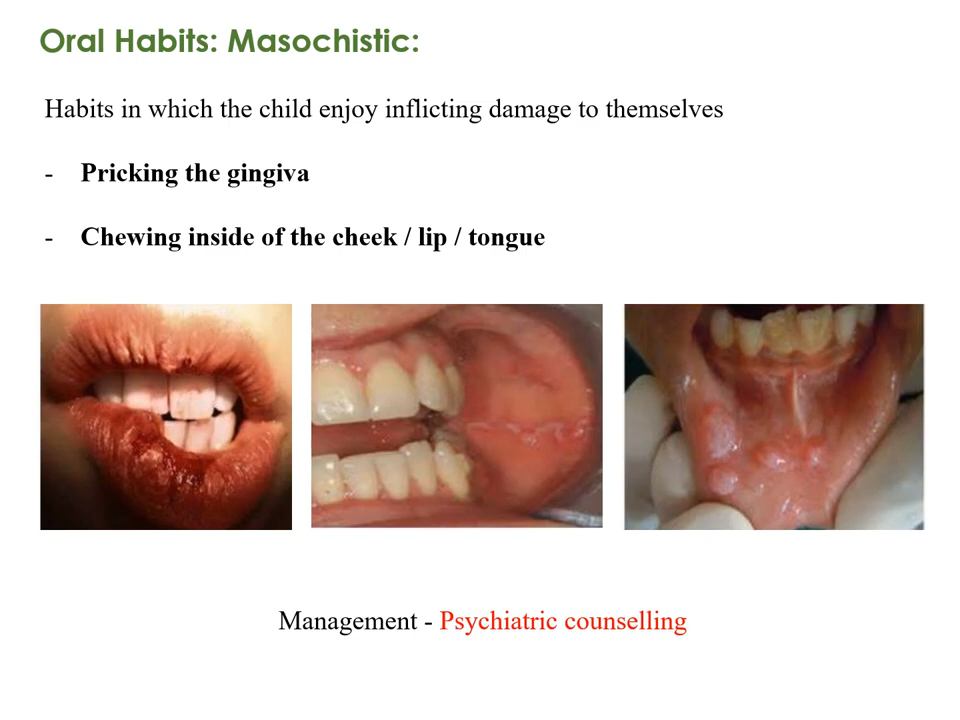 Oral Habits: Masochistic:
Habits in which the child enjoy inflicting damage to themselves
- Pricking the gingiva
- Chewing inside of the cheek / lip / tongue
Management - Psychiatric counselling